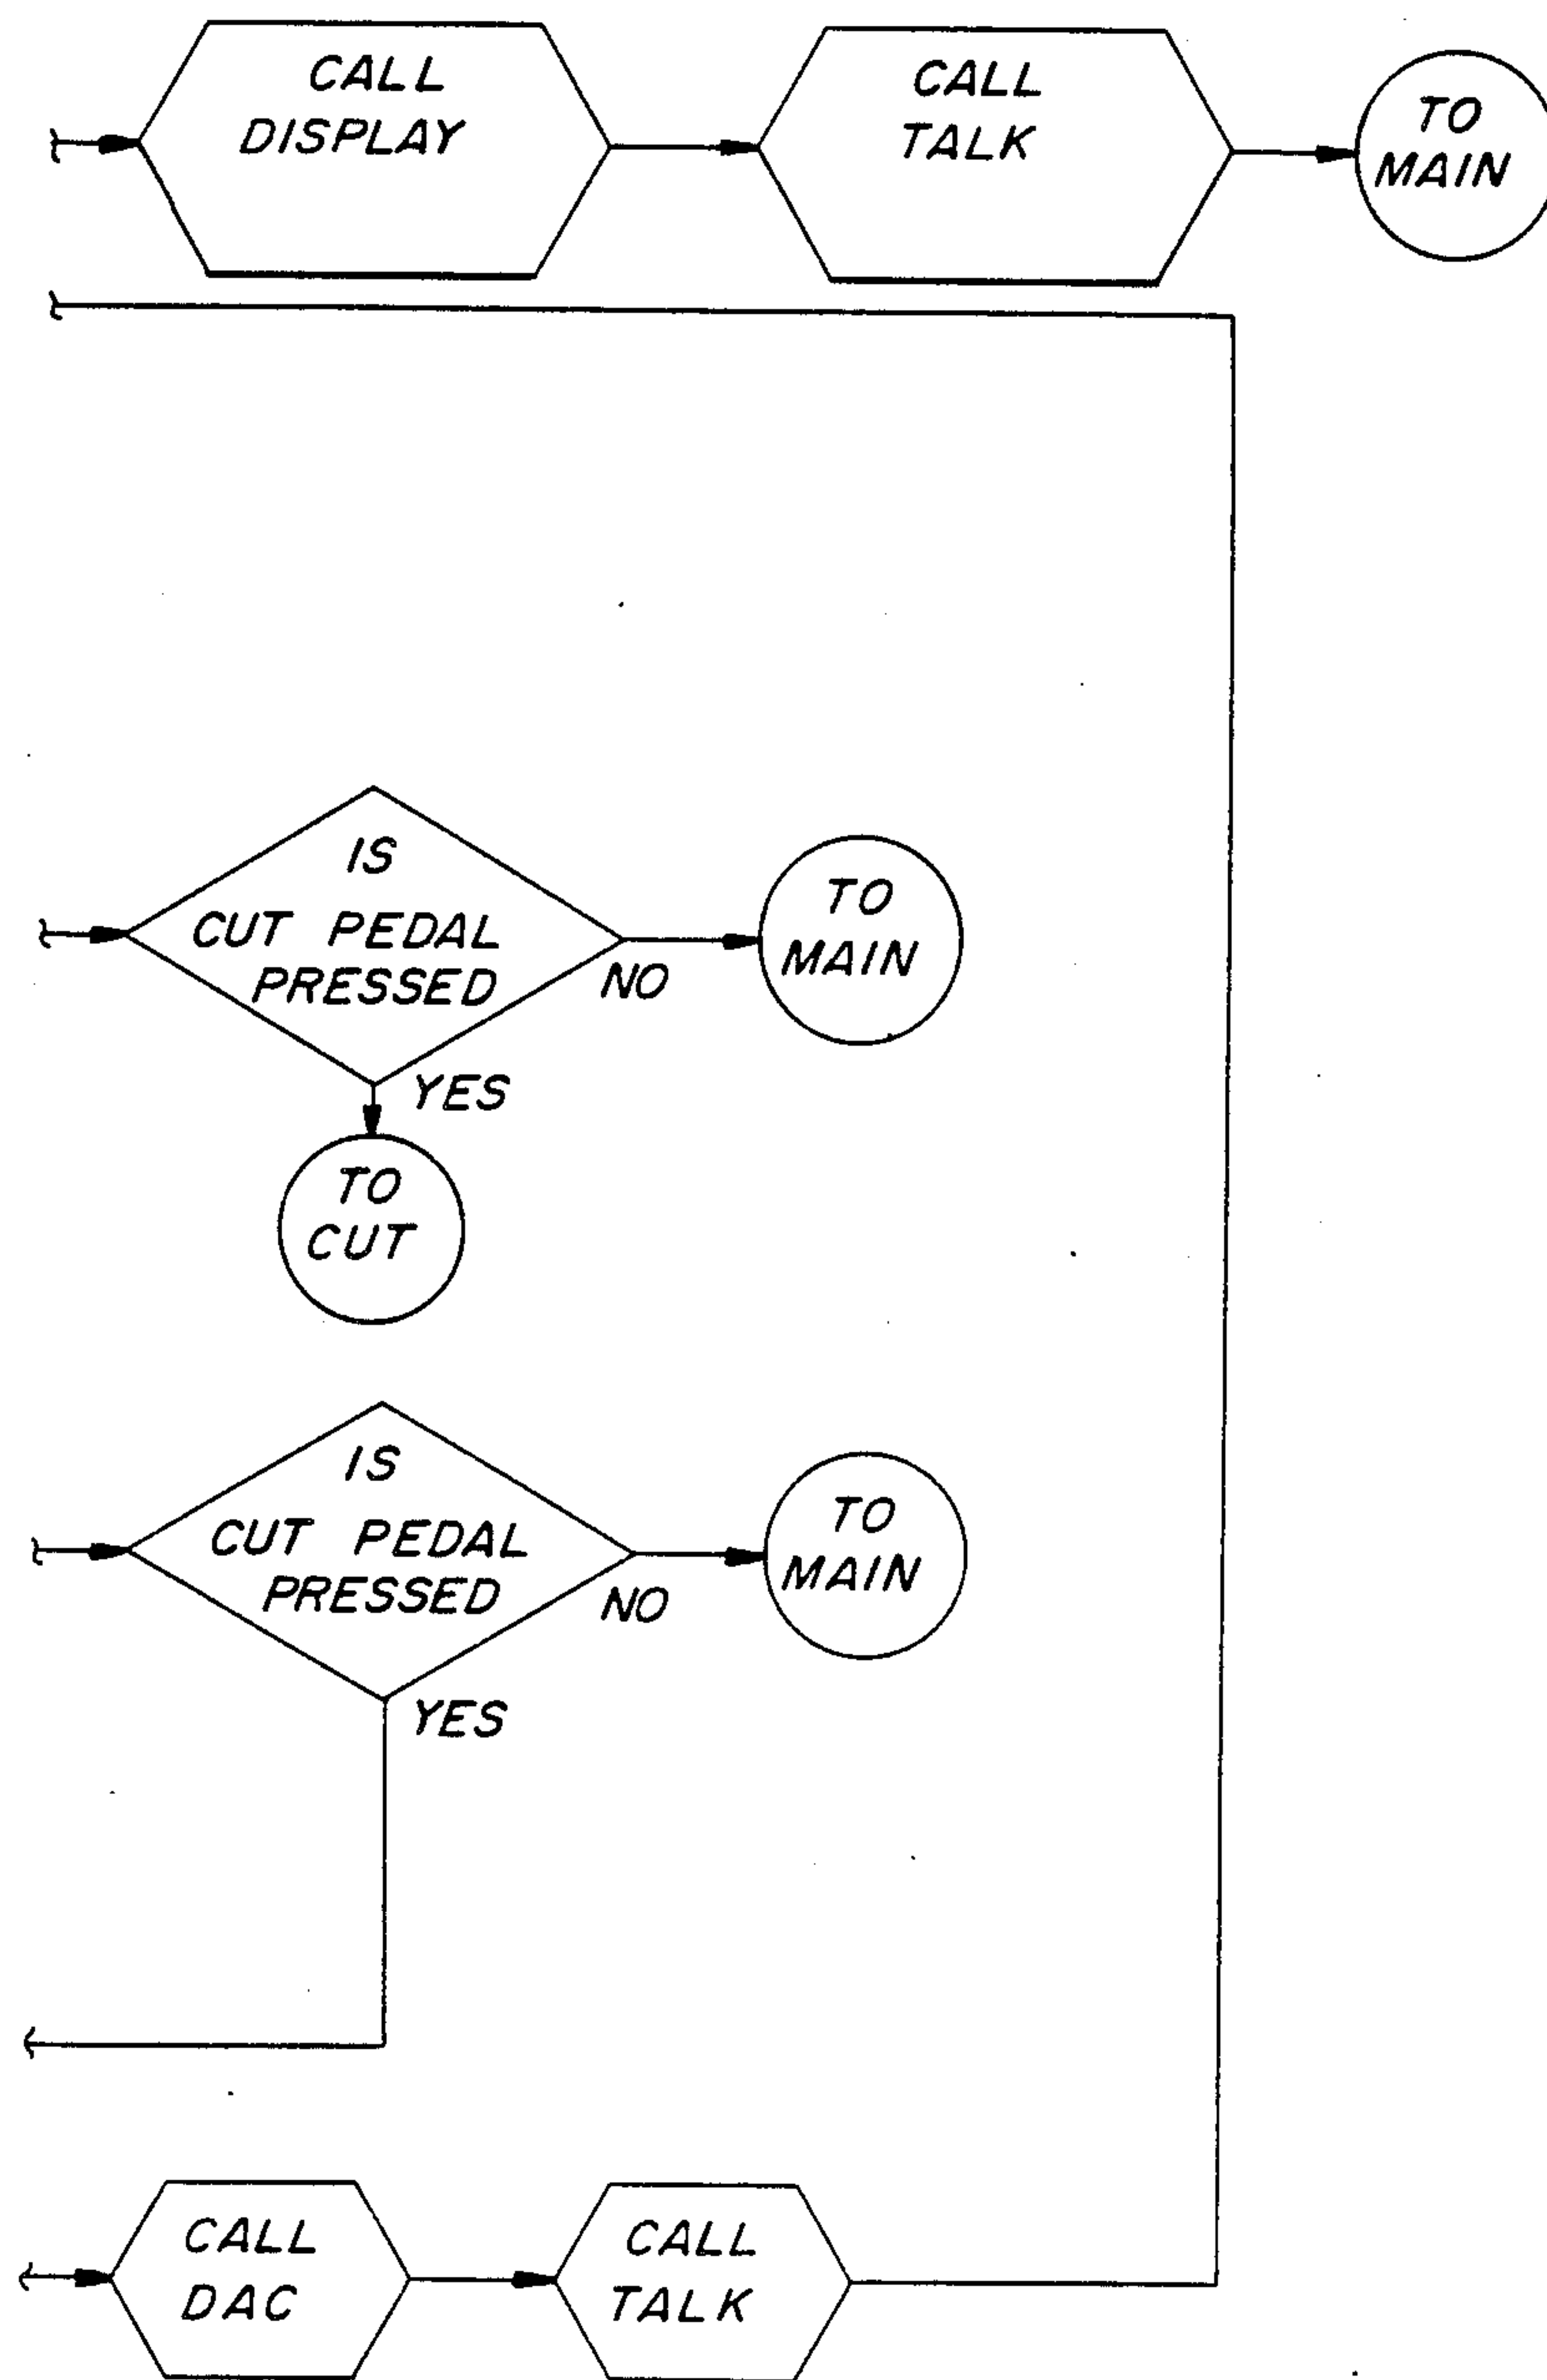 CALL
DISPLAY
CALL
TALK
TO
MAIN
IS
CUT PEDAL
PRESSED
NO
YES
TO
MAIN
TO
CUT
IS
CUT PEDAL
PRESSED
NO
YES
TO
MAIN
CALL
DAC
CALL
TALK